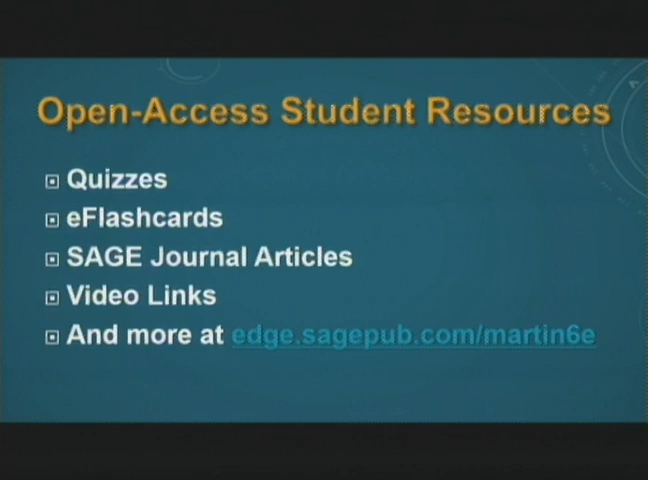 Open-Access Student Resources
Quizzes
eFlashcards
SAGE Journal Articles
Video Links
And more at edge.sagepub.com/martin6e